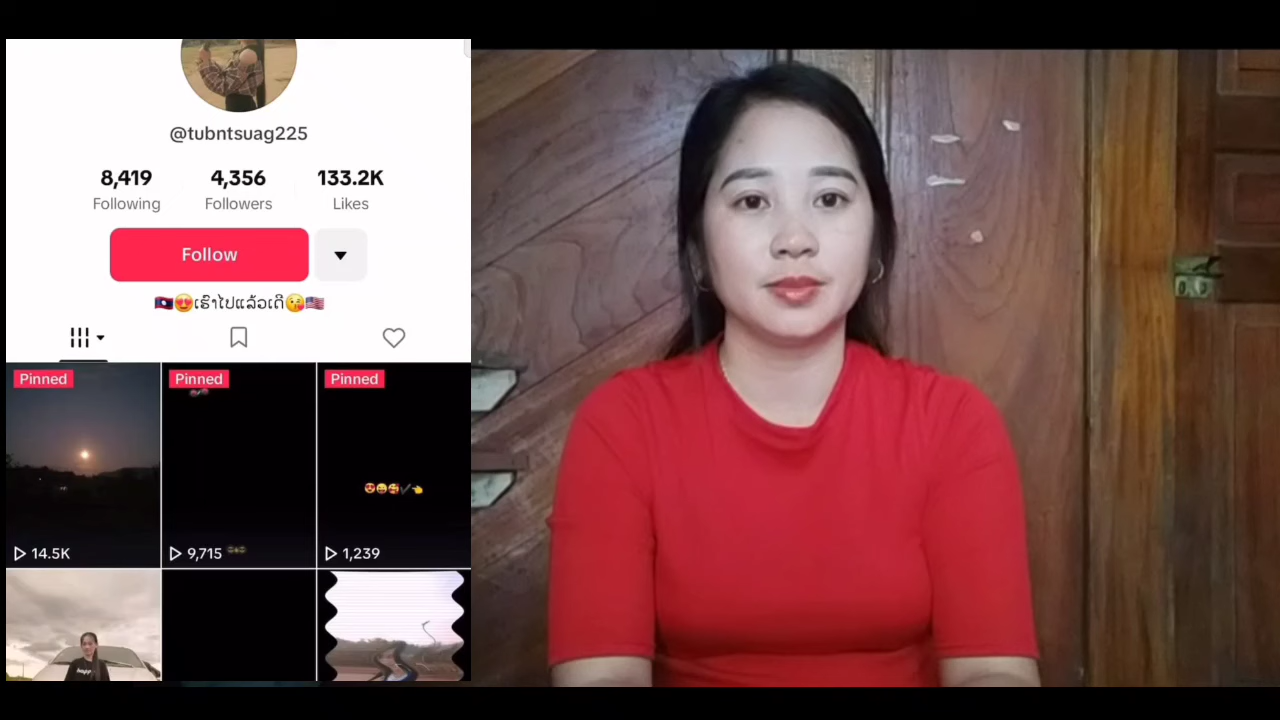 @tubntsuag225
8,419 4,356 133.2K
Following Followers Likes
Follow
🇱🇦😍ເຮົາໄປແລ້ວເດີ😘🇺🇸
Pinned Pinned Pinned
14.5K 9,715 1,239